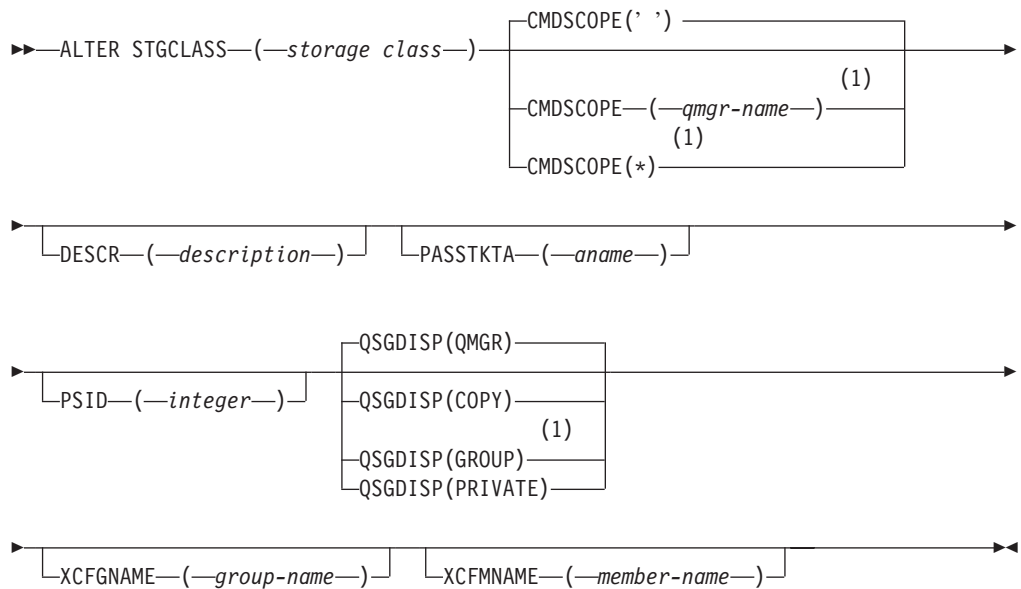 CMDSCOPE(' ')
ALTER STGCLASS ( storage class )
(1)
CMDSCOPE ( qmgr-name )
(1)
CMDSCOPE(*)
DESCR ( description ) PASSTKTA ( aname )
QSGDISP(QMGR)
PSID ( integer ) QSGDISP(COPY)
(1)
QSGDISP(GROUP)
QSGDISP(PRIVATE)
XCFGNAME ( group-name ) XCFMNAME ( member-name )